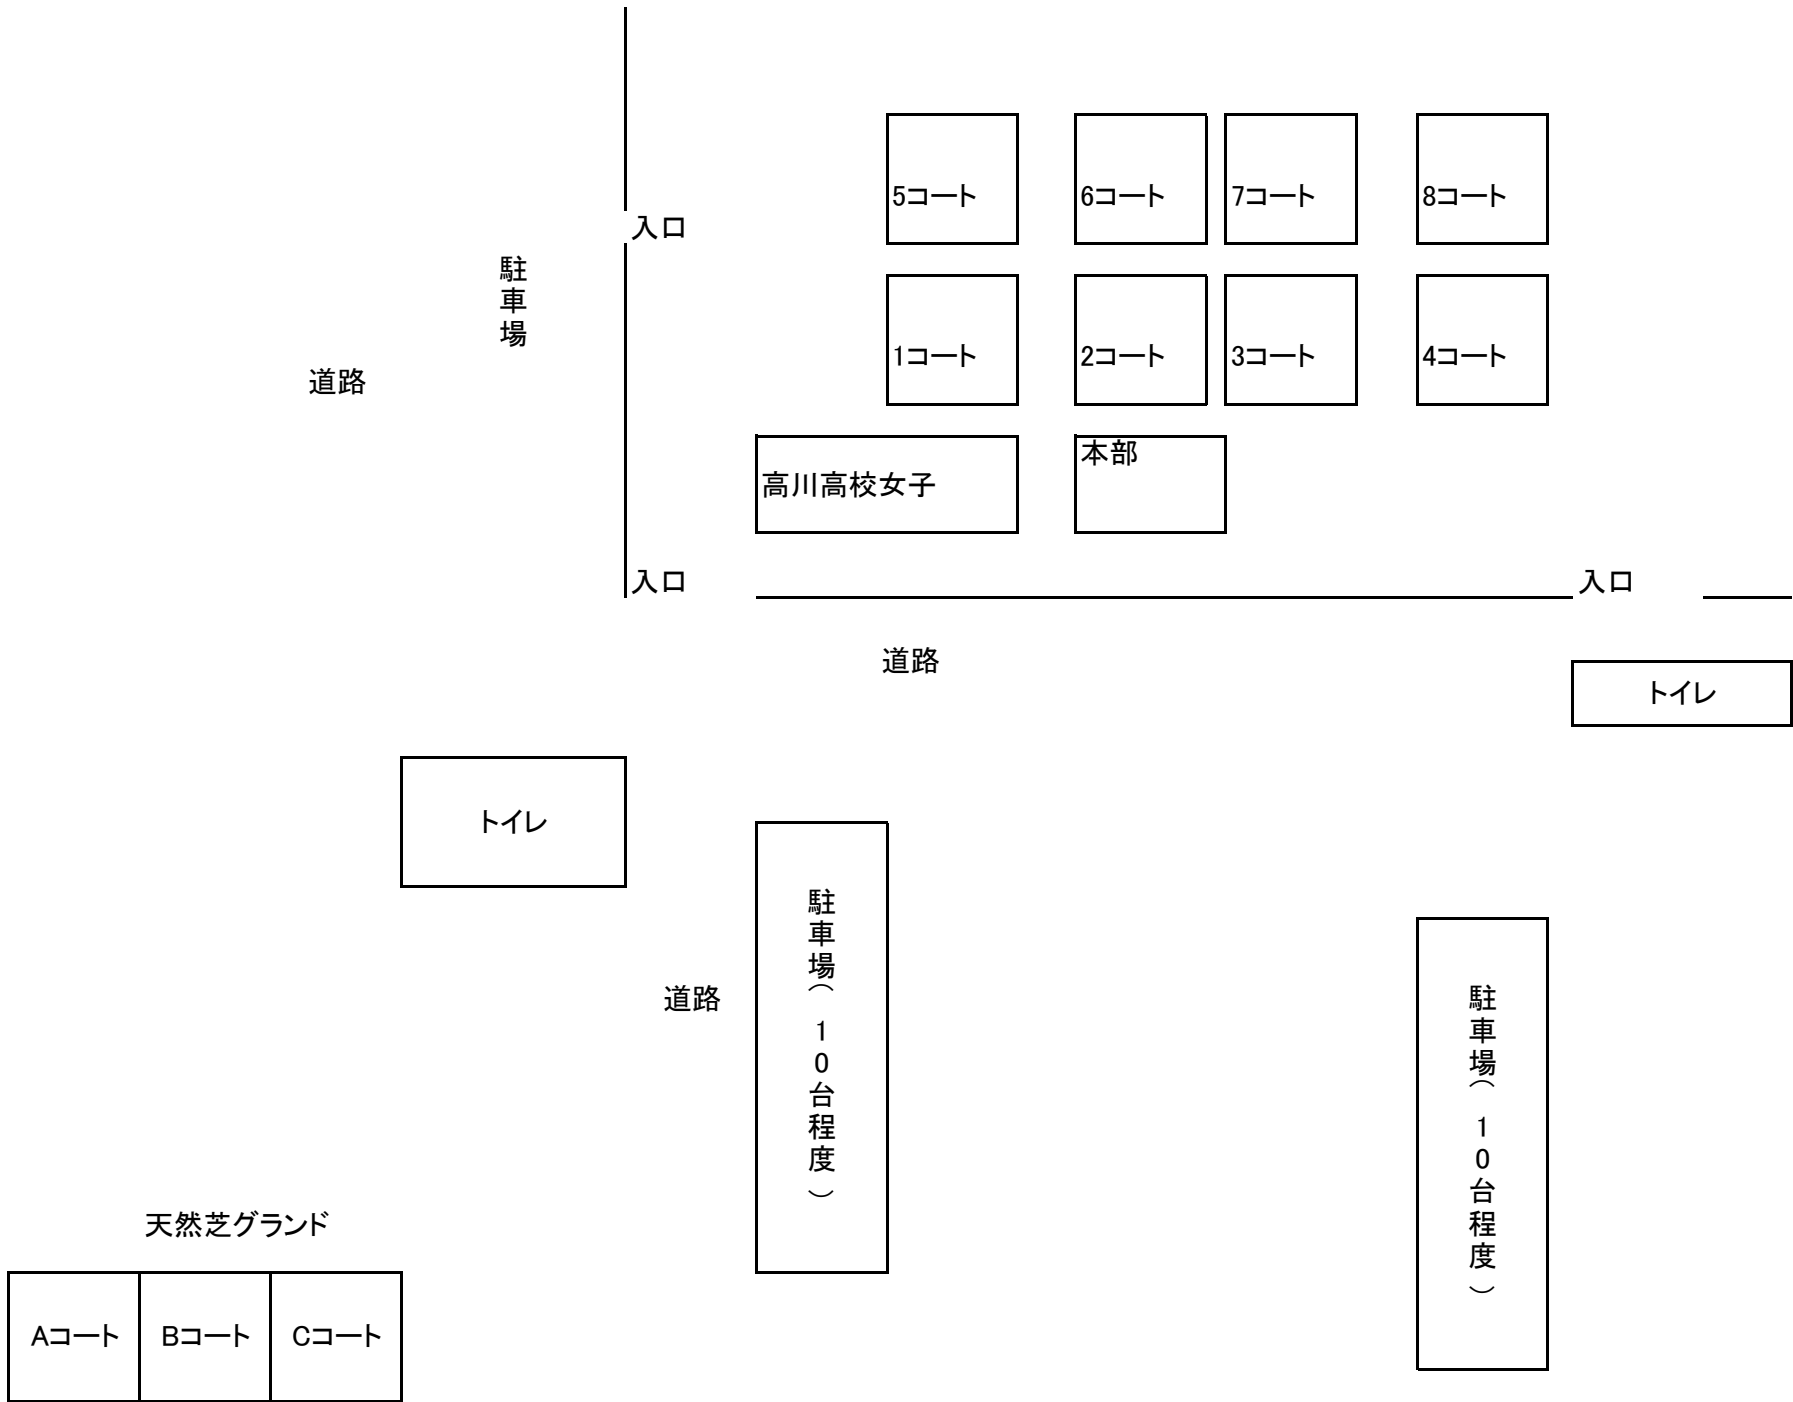 5コート
6コート
7コート
8コート
入口
駐車場
1コート
2コート
3コート
4コート
道路
本部
高川高校女子
入口
入口
道路
トイレ
トイレ
駐車場(10台程度)
道路
駐車場(10台程度)
天然芝グランド
Aコート
Bコート
Cコート